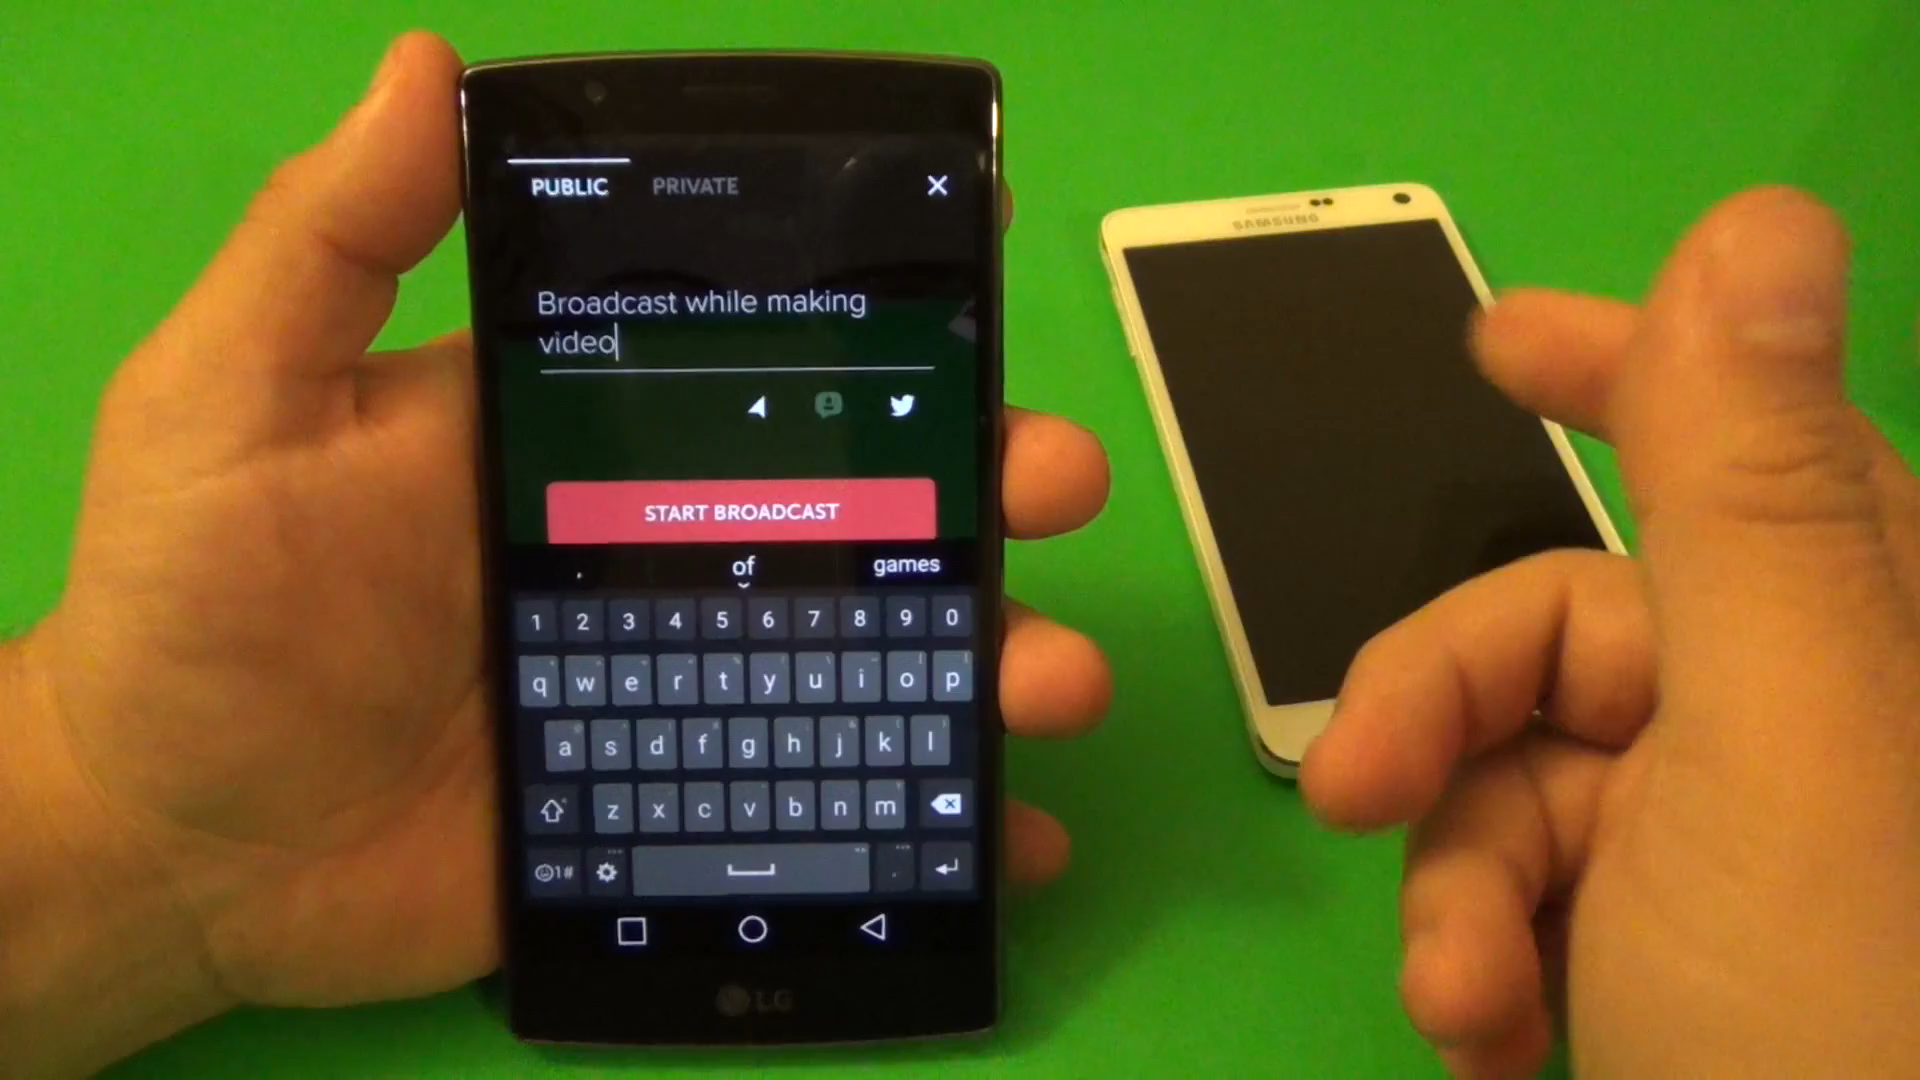 PUBLIC PRIVATE
SAMSUNG
Broadcast while making
video
START BROADCAST
, of games
1 2 3 4 5 6 7 8 9 0
q w e r t y u i o p
a s d f g h j k l
z x c v b n m
1# .
LG